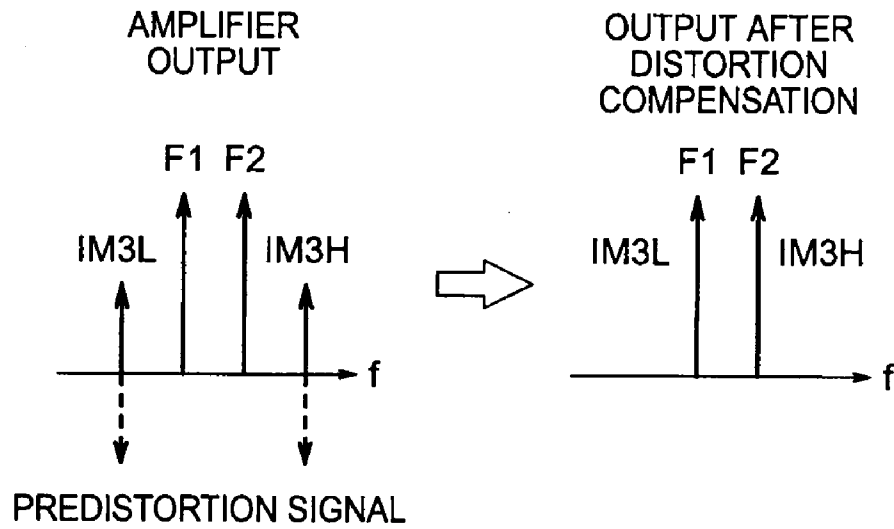 AMPLIFIER
OUTPUT
F1 F2
IM3L
IM3H
f
PREDISTORTION SIGNAL
OUTPUT AFTER
DISTORTION
COMPENSATION
F1 F2
IM3L
IM3H
f